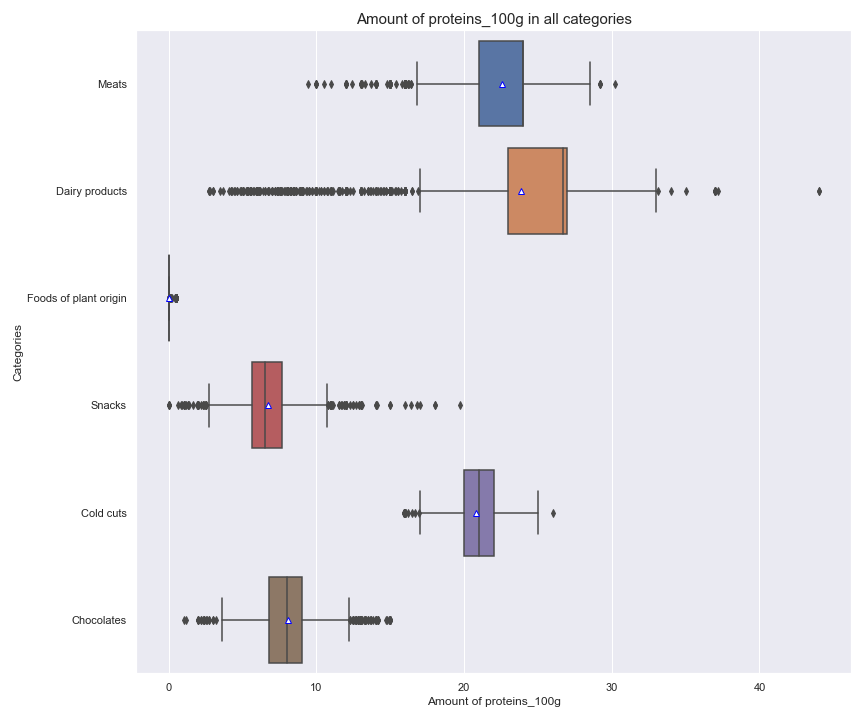 Amount of proteins_100g in all categories
Meats
Dairy products
Foods of plant origin
Snacks
Cold cuts
Chocolates
Categories
0 10 20 30 40
Amount of proteins_100g